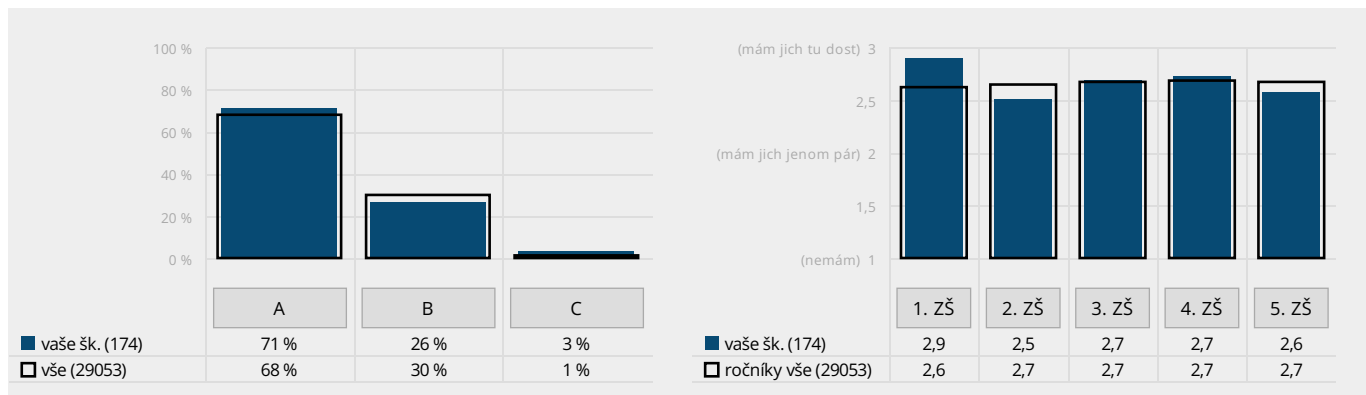 100 %
80 %
60 %
40 %
20 %
0 %
A B C
vaše šk. (174) 71 % 26 % 3 %
vše (29053) 68 % 30 % 1 %
(mám jich tu dost) 3
2,5
(mám jich jenom pár) 2
1,5
(nemám) 1
1. ZŠ 2. ZŠ 3. ZŠ 4. ZŠ 5. ZŠ
vaše šk. (174) 2,9 2,5 2,7 2,7 2,6
ročníky vše (29053) 2,6 2,7 2,7 2,7 2,7